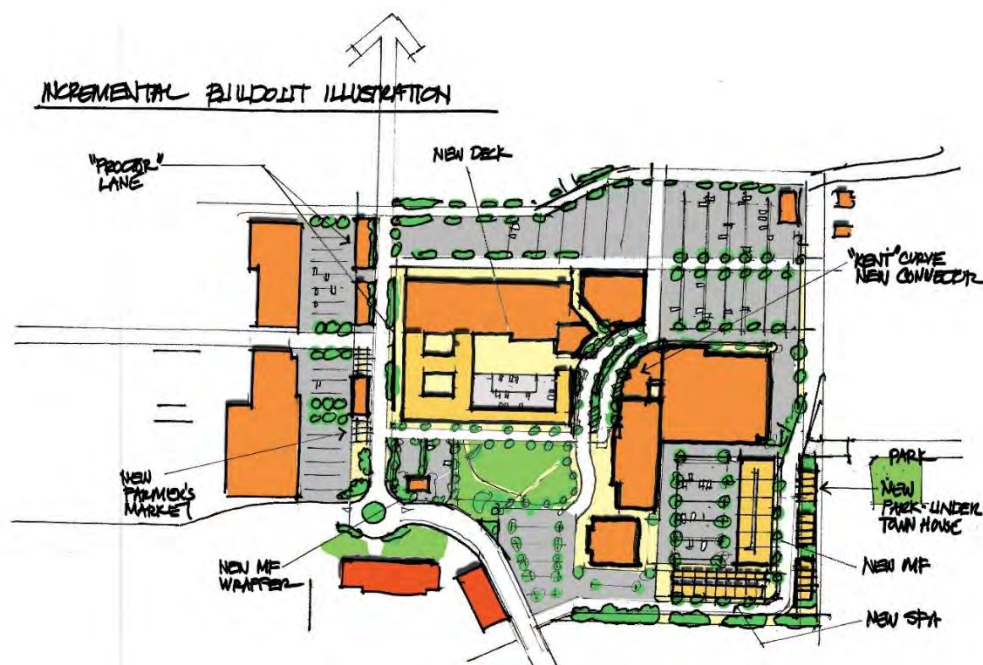 INCREMENTAL BUILDOUT ILLUSTRATION
"PROCTOR"
LANE
NEW DECK
"KENT" CURVE
NEW CONNECTOR
NEW
FARMER'S
MARKET
PARK
NEW
PARK-UNDER
TOWN HOUSE
NEW MF
WRAPPER
NEW MF
NEW SFA